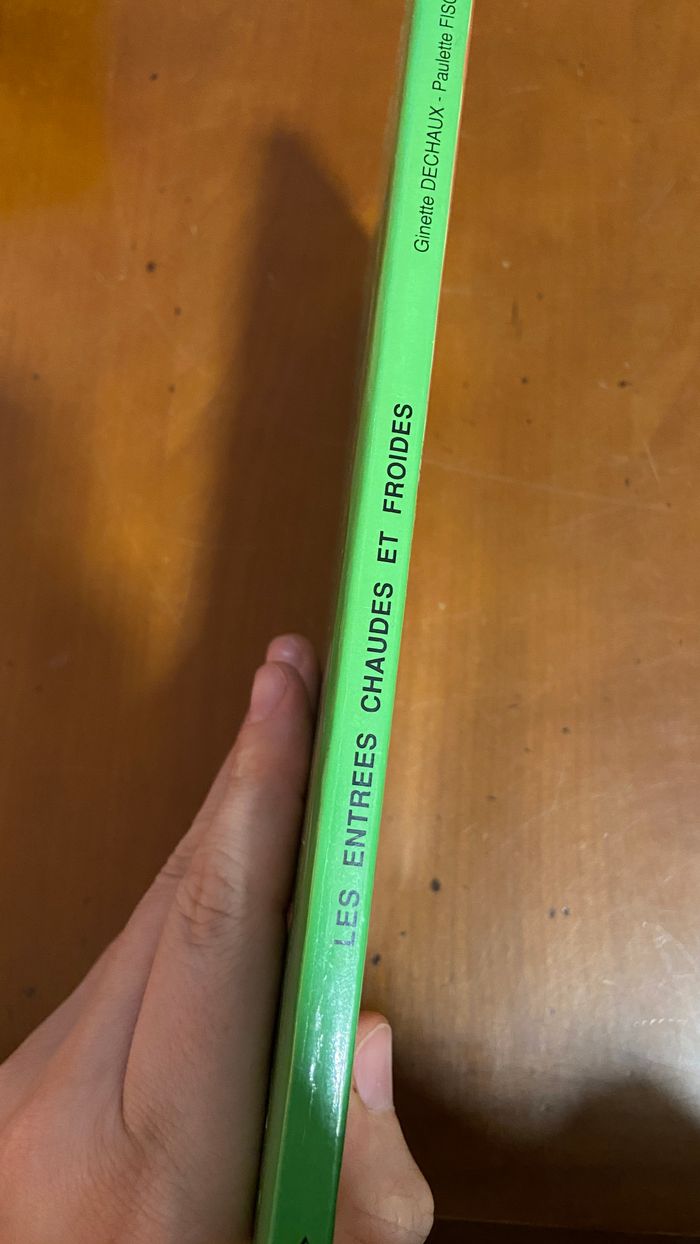 LES ENTREES CHAUDES ET FROIDES
Ginette DECHAUX - Paulette